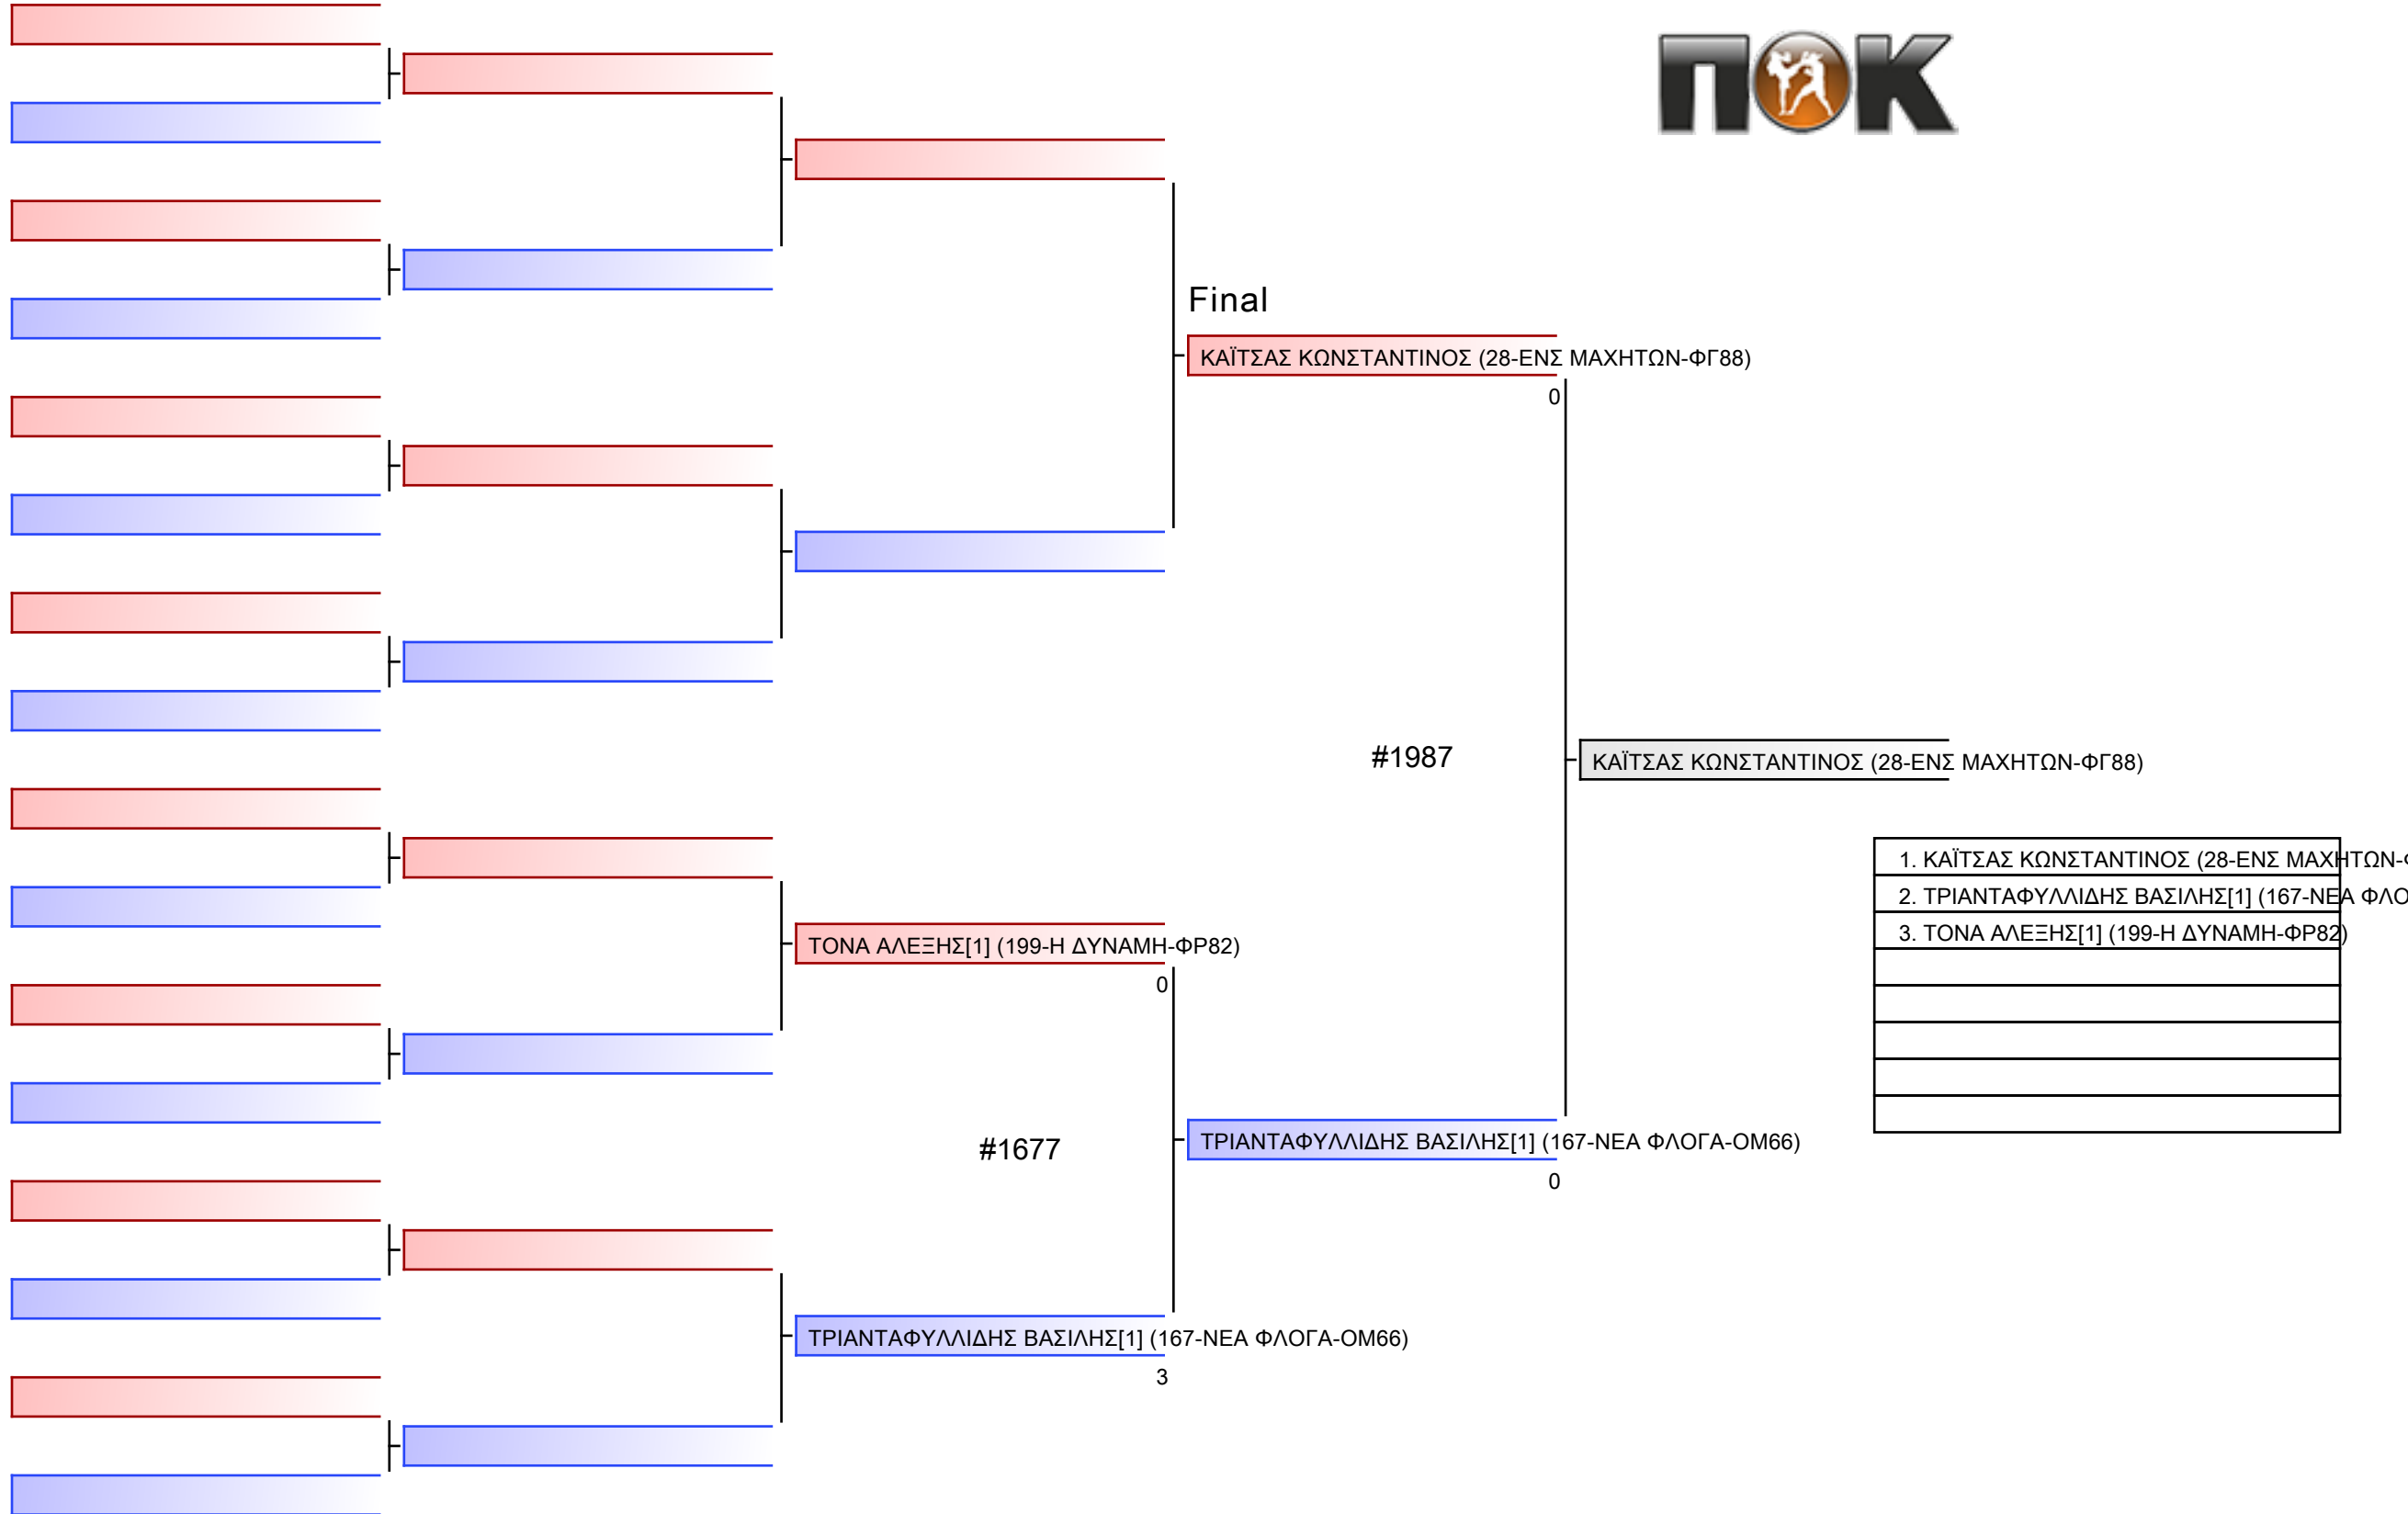 ΠΟΚ
Final
ΚΑΪΤΣΑΣ ΚΩΝΣΤΑΝΤΙΝΟΣ (28-ΕΝΣ ΜΑΧΗΤΩΝ-ΦΓ88)
0
#1987
ΚΑΪΤΣΑΣ ΚΩΝΣΤΑΝΤΙΝΟΣ (28-ΕΝΣ ΜΑΧΗΤΩΝ-ΦΓ88)
1. ΚΑΪΤΣΑΣ ΚΩΝΣΤΑΝΤΙΝΟΣ (28-ΕΝΣ ΜΑΧΗΤΩΝ-Φ
2. ΤΡΙΑΝΤΑΦΥΛΛΙΔΗΣ ΒΑΣΙΛΗΣ[1] (167-ΝΕΑ ΦΛΟ
3. ΤΟΝΑ ΑΛΕΞΗΣ[1] (199-Η ΔΥΝΑΜΗ-ΦΡ82)
ΤΟΝΑ ΑΛΕΞΗΣ[1] (199-Η ΔΥΝΑΜΗ-ΦΡ82)
0
#1677
ΤΡΙΑΝΤΑΦΥΛΛΙΔΗΣ ΒΑΣΙΛΗΣ[1] (167-ΝΕΑ ΦΛΟΓΑ-ΟΜ66)
0
ΤΡΙΑΝΤΑΦΥΛΛΙΔΗΣ ΒΑΣΙΛΗΣ[1] (167-ΝΕΑ ΦΛΟΓΑ-ΟΜ66)
3